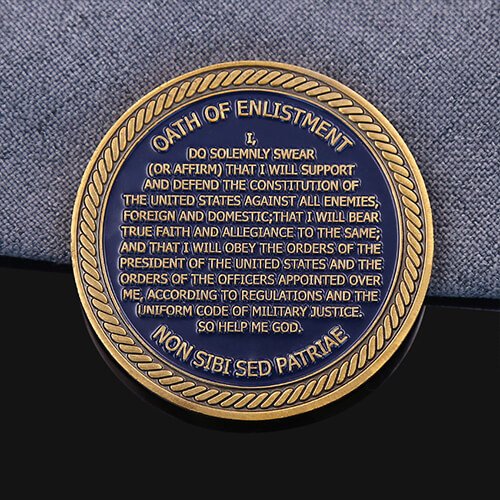 OATH OF ENLISTMENT
I,
DO SOLEMNLY SWEAR
(OR AFFIRM) THAT I WILL SUPPORT
AND DEFEND THE CONSTITUTION OF
THE UNITED STATES AGAINST ALL ENEMIES,
FOREIGN AND DOMESTIC;THAT I WILL BEAR
TRUE FAITH AND ALLEGIANCE TO THE SAME;
AND THAT I WILL OBEY THE ORDERS OF THE
PRESIDENT OF THE UNITED STATES AND THE
ORDERS OF THE OFFICERS APPOINTED OVER
ME, ACCORDING TO REGULATIONS AND THE
UNIFORM CODE OF MILITARY JUSTICE.
SO HELP ME GOD.
NON SIBI SED PATRIAE